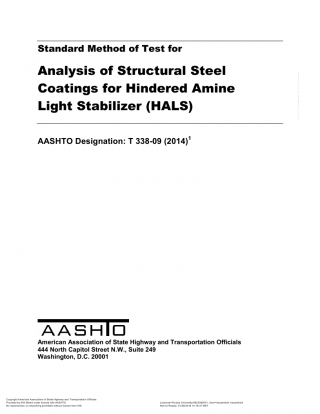 Standard Method of Test for
Analysis of Structural Steel
Coatings for Hindered Amine
Light Stabilizer (HALS)
AASHTO Designation: T 338-09 (2014)1
AASHTO
American Association of State Highway and Transportation Officials
444 North Capitol Street N.W., Suite 249
Washington, D.C. 20001